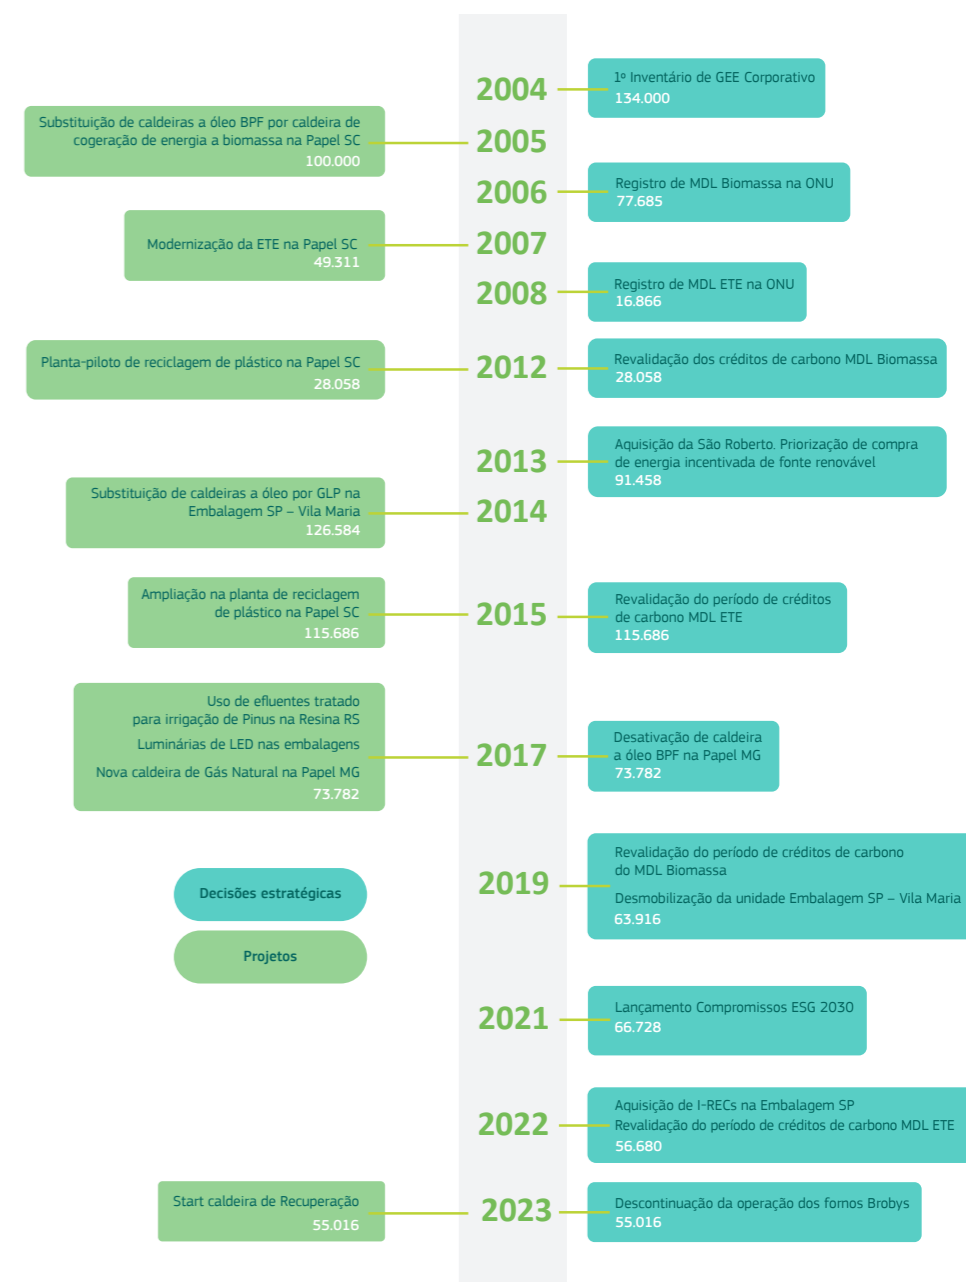 2004
1º Inventário de GEE Corporativo
134.000
Substituição de caldeiras a óleo BPF por caldeira de
cogeração de energia a biomassa na Papel SC
100.000
2005
2006
Registro de MDL Biomassa na ONU
77.685
Modernização da ETE na Papel SC
49.311
2007
2008
Registro de MDL ETE na ONU
16.866
Planta-piloto de reciclagem de plástico na Papel SC
28.058
2012
Revalidação dos créditos de carbono MDL Biomassa
28.058
2013
Aquisição da São Roberto. Priorização de compra
de energia incentivada de fonte renovável
91.458
Substituição de caldeiras a óleo por GLP na
Embalagem SP – Vila Maria
126.584
2014
Ampliação na planta de reciclagem
de plástico na Papel SC
115.686
2015
Revalidação do período de créditos
de carbono MDL ETE
115.686
Uso de efluentes tratado
para irrigação de Pinus na Resina RS
Luminárias de LED nas embalagens
Nova caldeira de Gás Natural na Papel MG
73.782
2017
Desativação de caldeira
a óleo BPF na Papel MG
73.782
2019
Revalidação do período de créditos de carbono
do MDL Biomassa
Desmobilização da unidade Embalagem SP – Vila Maria
63.916
Decisões estratégicas
Projetos
2021
Lançamento Compromissos ESG 2030
66.728
2022
Aquisição de I-RECs na Embalagem SP
Revalidação do período de créditos de carbono MDL ETE
56.680
Start caldeira de Recuperação
55.016
2023
Descontinuação da operação dos fornos Brobys
55.016